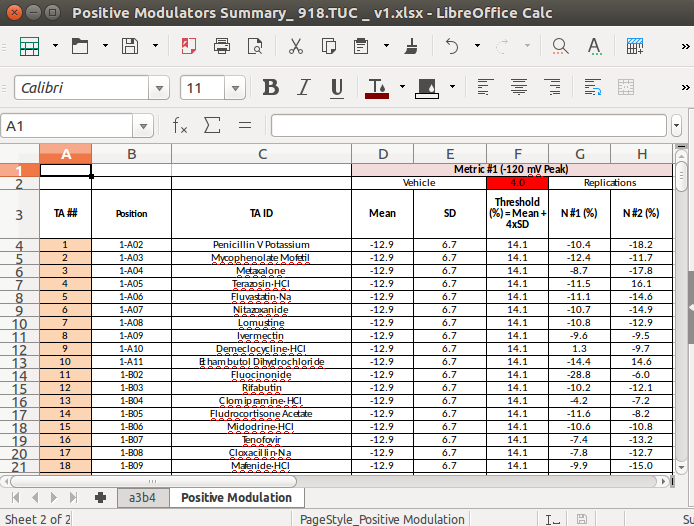 Positive Modulators Summary_ 918.TUC _ v1.xlsx - LibreOffice Calc
Calibri 11 B I U T
A1 fx Σ =
A B C D E F G H
1 Metric #1 (-120 mV Peak)
2 Vehicle 4.0 Replications
3 TA ## Position TA ID Mean SD Threshold (%) = Mean + 4xSD N #1 (%) N #2 (%)
4 1 1-A02 Penicillin V Potassium -12.9 6.7 14.1 -10.4 -18.2
5 2 1-A03 Mycophenolate Mofetil -12.9 6.7 14.1 -12.4 -11.7
6 3 1-A04 Metaxalone -12.9 6.7 14.1 -8.7 -17.8
7 4 1-A05 Terazosin-HCl -12.9 6.7 14.1 -11.5 16.1
8 5 1-A06 Fluvastatin-Na -12.9 6.7 14.1 -11.1 -14.6
9 6 1-A07 Nitazoxanide -12.9 6.7 14.1 -10.7 -14.9
10 7 1-A08 Lomustine -12.9 6.7 14.1 -10.8 -12.9
11 8 1-A09 Ivermectin -12.9 6.7 14.1 -9.6 -9.5
12 9 1-A10 Demeclocycline-HCl -12.9 6.7 14.1 1.3 -9.7
13 10 1-A11 Ethambutol Dihydrochloride -12.9 6.7 14.1 -14.4 14.6
14 11 1-B02 Fluocinonide -12.9 6.7 14.1 -28.8 -6.0
15 12 1-B03 Rifabutin -12.9 6.7 14.1 -10.2 -12.1
16 13 1-B04 Clomipramine-HCl -12.9 6.7 14.1 -4.2 -7.2
17 14 1-B05 Fludrocortisone Acetate -12.9 6.7 14.1 -11.6 -8.2
18 15 1-B06 Midodrine-HCl -12.9 6.7 14.1 -10.6 -10.8
19 16 1-B07 Tenofovir -12.9 6.7 14.1 -7.4 -13.2
20 17 1-B08 Cloxacillin-Na -12.9 6.7 14.1 -7.8 -12.7
21 18 1-B09 Mafenide-HCl -12.9 6.7 14.1 -9.9 -15.0
a3b4 Positive Modulation
Sheet 2 of 2 PageStyle_Positive Modulation I_ Su